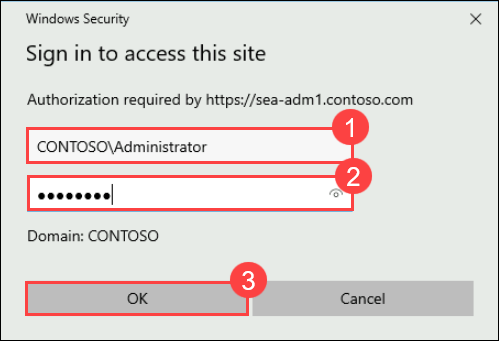 Windows Security
Sign in to access this site
Authorization required by https://sea-adm1.contoso.com
1
CONTOSO\Administrator
2
••••••••
Domain: CONTOSO
3
OK
Cancel